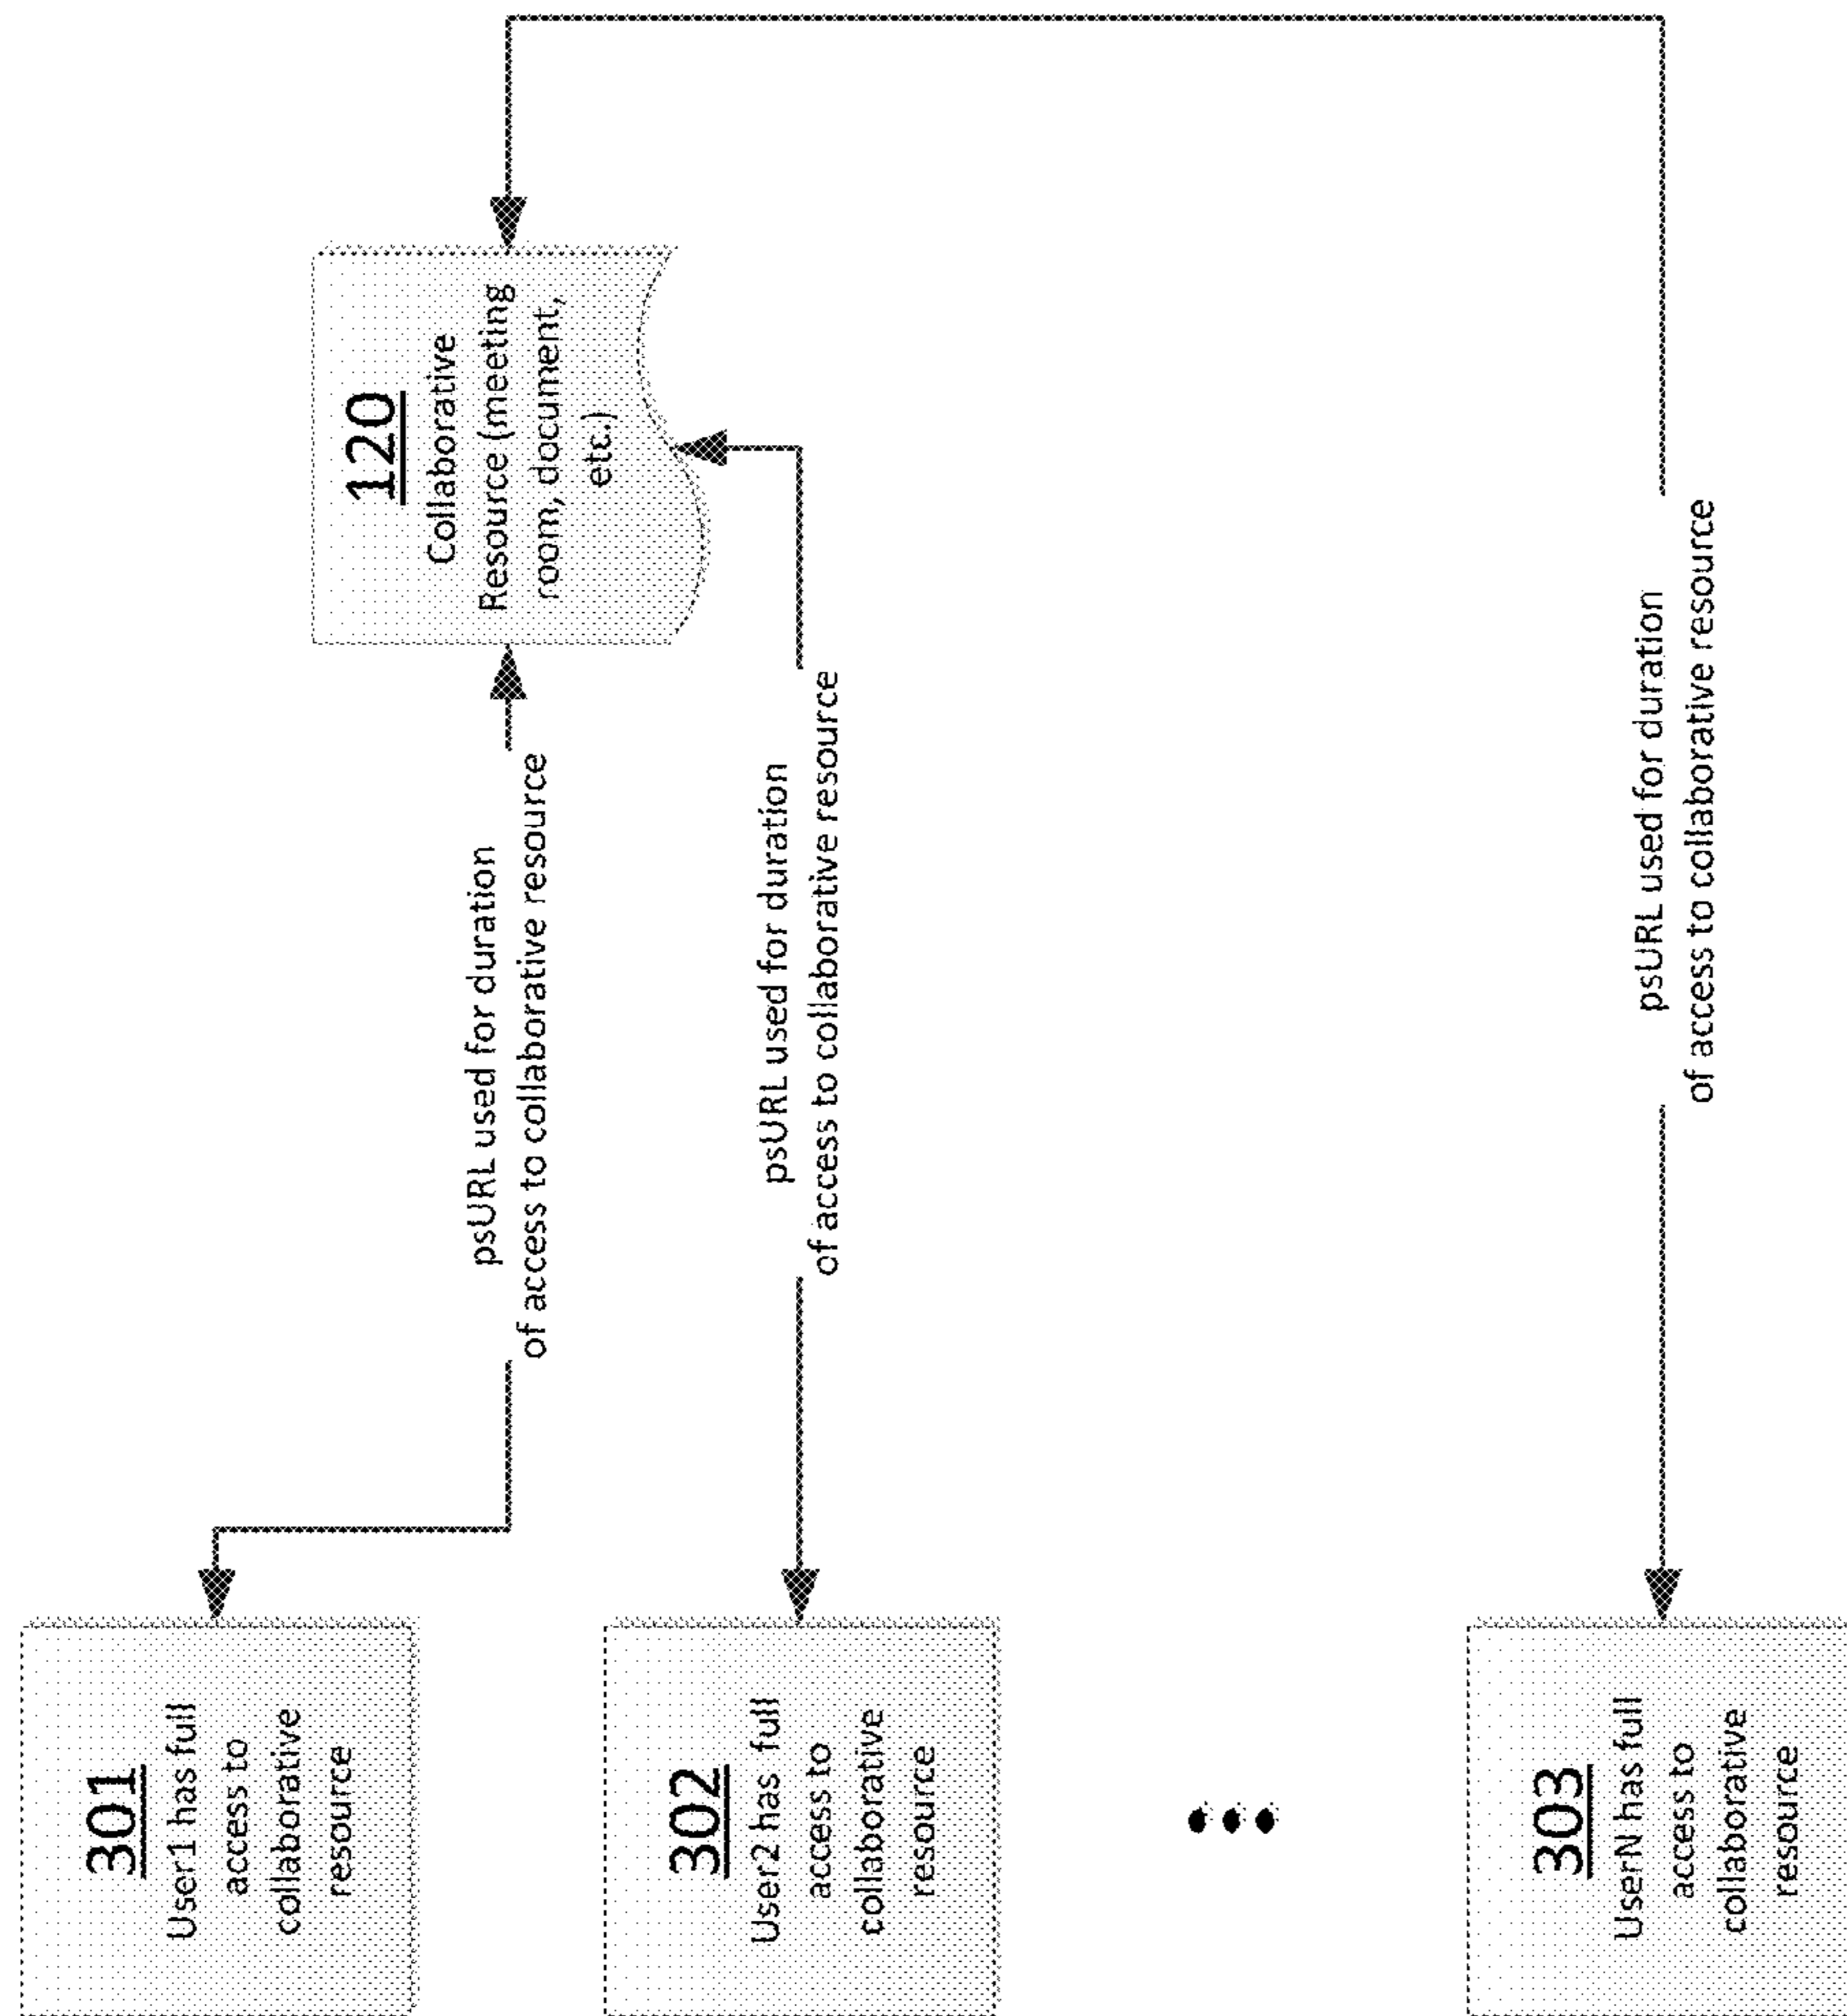 301
User1 has full
access to
collaborative
resource
psURL used for duration
of access to collaborative resource
120
Collaborative
Resource (meeting
room, document,
etc.)
302
User2 has full
access to
collaborative
resource
psURL used for duration
of access to collaborative resource
303
UserN has full
access to
collaborative
resource
psURL used for duration
of access to collaborative resource